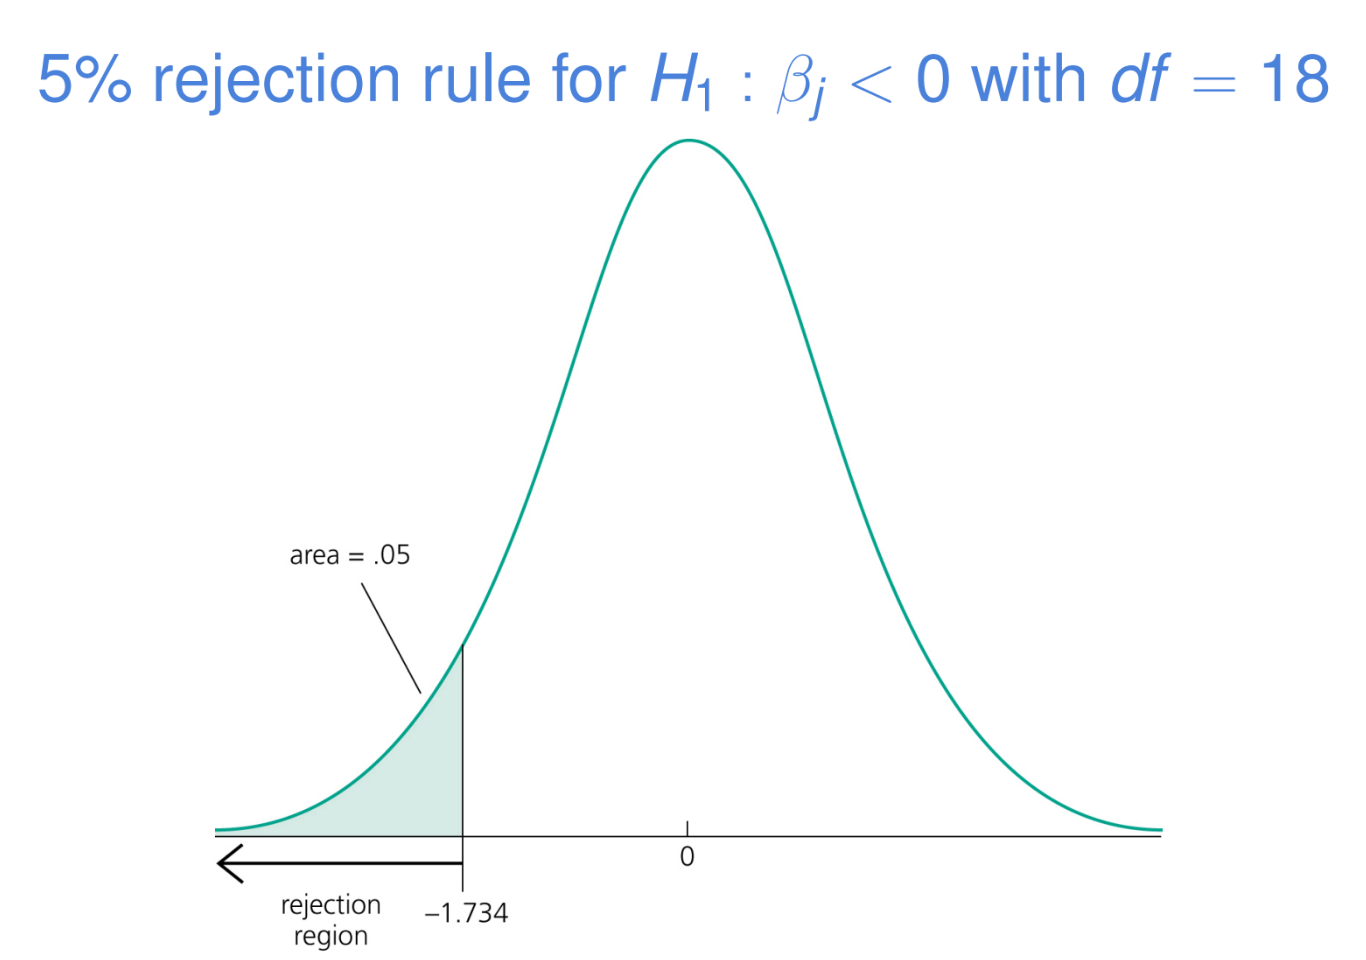 5% rejection rule for H₁ : βⱼ < 0 with df = 18
area = .05
0
rejection
region
–1.734